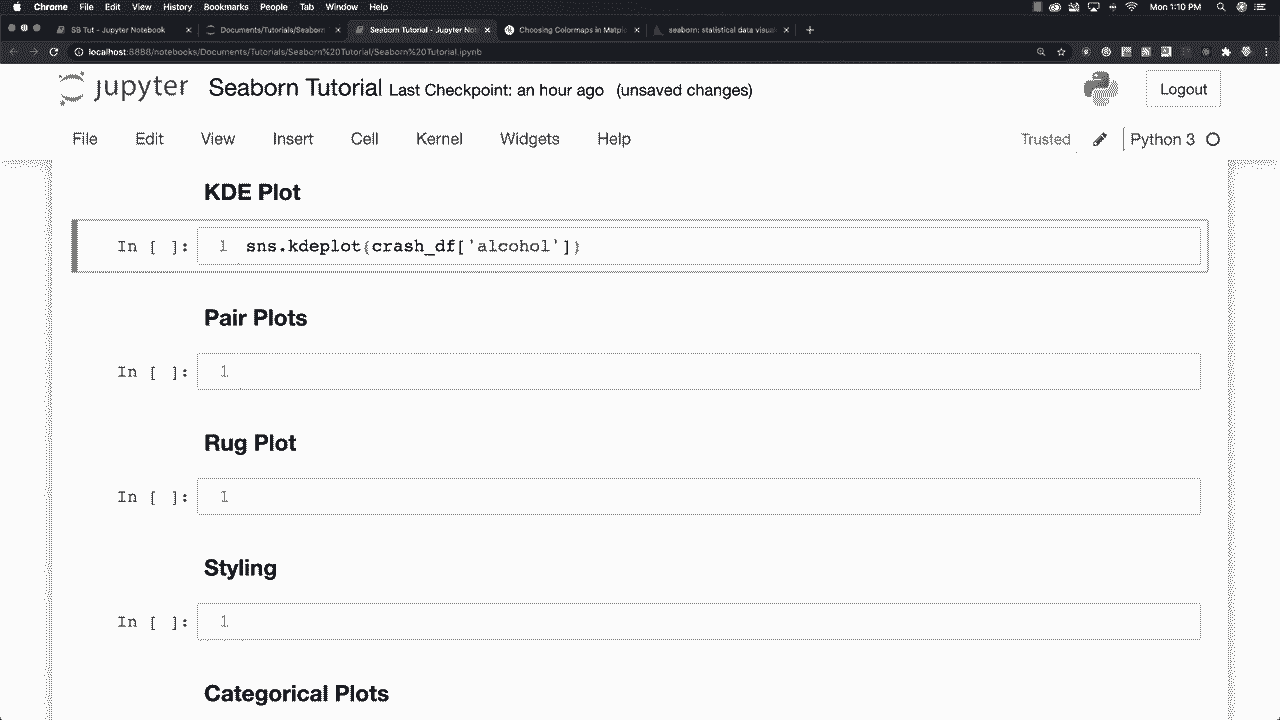 Chrome File Edit View History Bookmarks People Tab Window Help Mon 1:10 PM
SB Tut - Jupyter Notebook Documents/Tutorials/Seaborn Seaborn Tutorial - Jupyter Not Choosing Colormaps in Matpl seaborn: statistical data visual
localhost:8888/notebooks/Documents/Tutorials/Seaborn%20Tutorial/Seaborn%20Tutorial.ipynb
jupyter Seaborn Tutorial Last Checkpoint: an hour ago (unsaved changes) Logout
File Edit View Insert Cell Kernel Widgets Help Trusted Python 3
KDE Plot
In [ ]: 1 sns.kdeplot(crash_df['alcohol'])
Pair Plots
In [ ]: 1
Rug Plot
In [ ]: 1
Styling
In [ ]: 1
Categorical Plots